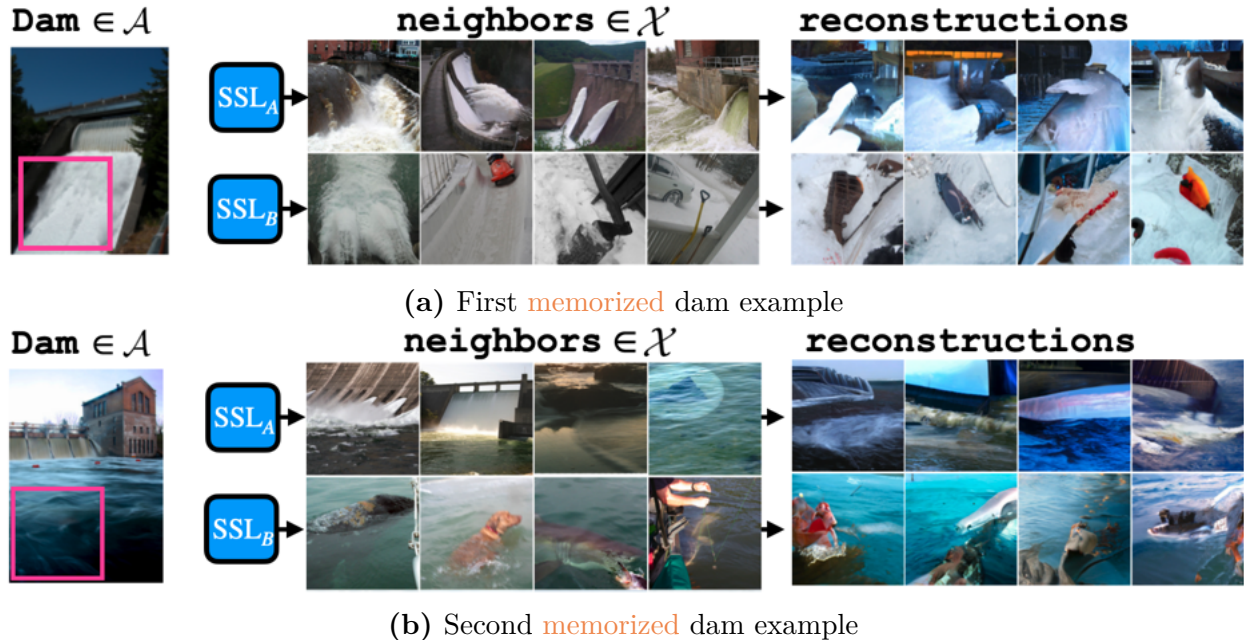 Dam ∈ 𝒜 neighbors ∈ 𝒳 reconstructions
SSL_A
SSL_B
(a) First memorized dam example
Dam ∈ 𝒜 neighbors ∈ 𝒳 reconstructions
SSL_A
SSL_B
(b) Second memorized dam example